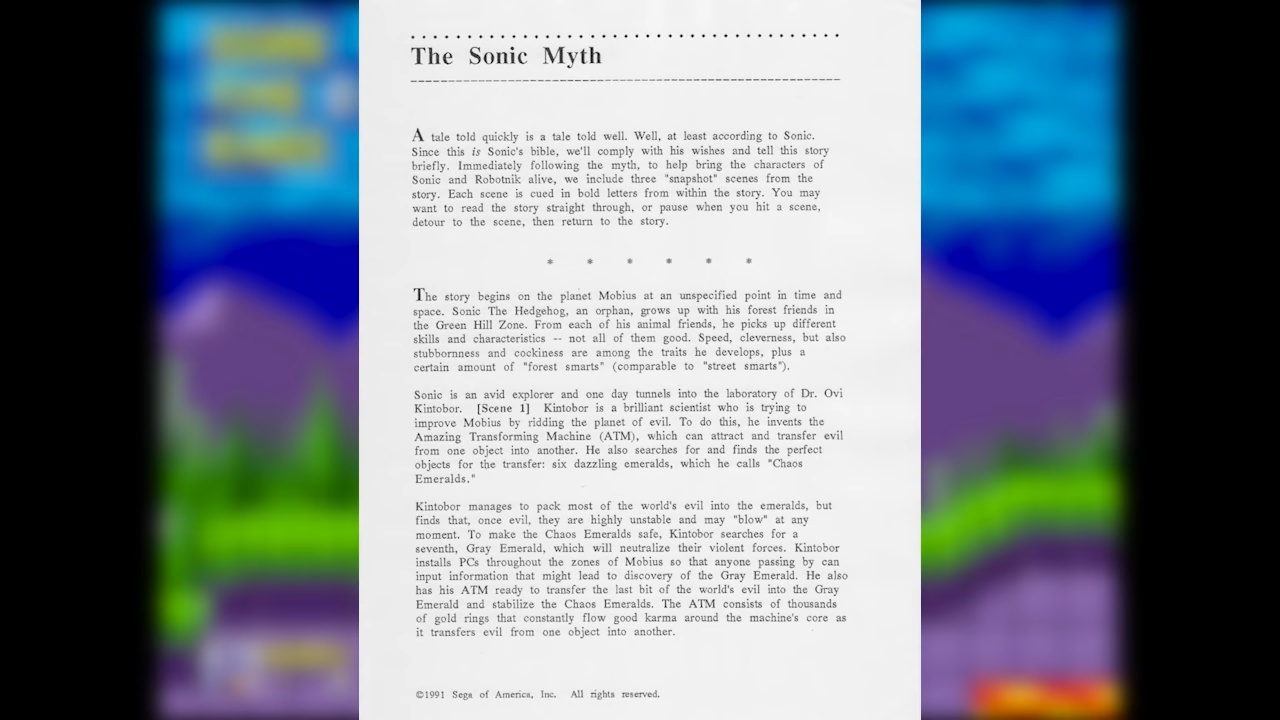 The Sonic Myth
A tale told quickly is a tale told well. Well, at least according to Sonic.
Since this is Sonic's bible, we'll comply with his wishes and tell this story
briefly. Immediately following the myth, to help bring the characters of
Sonic and Robotnik alive, we include three "snapshot" scenes from the
story. Each scene is cued in bold letters from within the story. You may
want to read the story straight through, or pause when you hit a scene,
detour to the scene, then return to the story.
* * * * * *
The story begins on the planet Mobius at an unspecified point in time and
space. Sonic The Hedgehog, an orphan, grows up with his forest friends in
the Green Hill Zone. From each of his animal friends, he picks up different
skills and characteristics -- not all of them good. Speed, cleverness, but also
stubbornness and cockiness are among the traits he develops, plus a
certain amount of "forest smarts" (comparable to "street smarts").
Sonic is an avid explorer and one day tunnels into the laboratory of Dr. Ovi
Kintobor. [Scene 1] Kintobor is a brilliant scientist who is trying to
improve Mobius by ridding the planet of evil. To do this, he invents the
Amazing Transforming Machine (ATM), which can attract and transfer evil
from one object into another. He also searches for and finds the perfect
objects for the transfer: six dazzling emeralds, which he calls "Chaos
Emeralds."
Kintobor manages to pack most of the world's evil into the emeralds, but
finds that, once evil, they are highly unstable and may "blow" at any
moment. To make the Chaos Emeralds safe, Kintobor searches for a
seventh, Gray Emerald, which will neutralize their violent forces. Kintobor
installs PCs throughout the zones of Mobius so that anyone passing by can
input information that might lead to discovery of the Gray Emerald. He also
has his ATM ready to transfer the last bit of the world's evil into the Gray
Emerald and stabilize the Chaos Emeralds. The ATM consists of thousands
of gold rings that constantly flow good karma around the machine's core as
it transfers evil from one object into another.
©1991 Sega of America, Inc. All rights reserved.